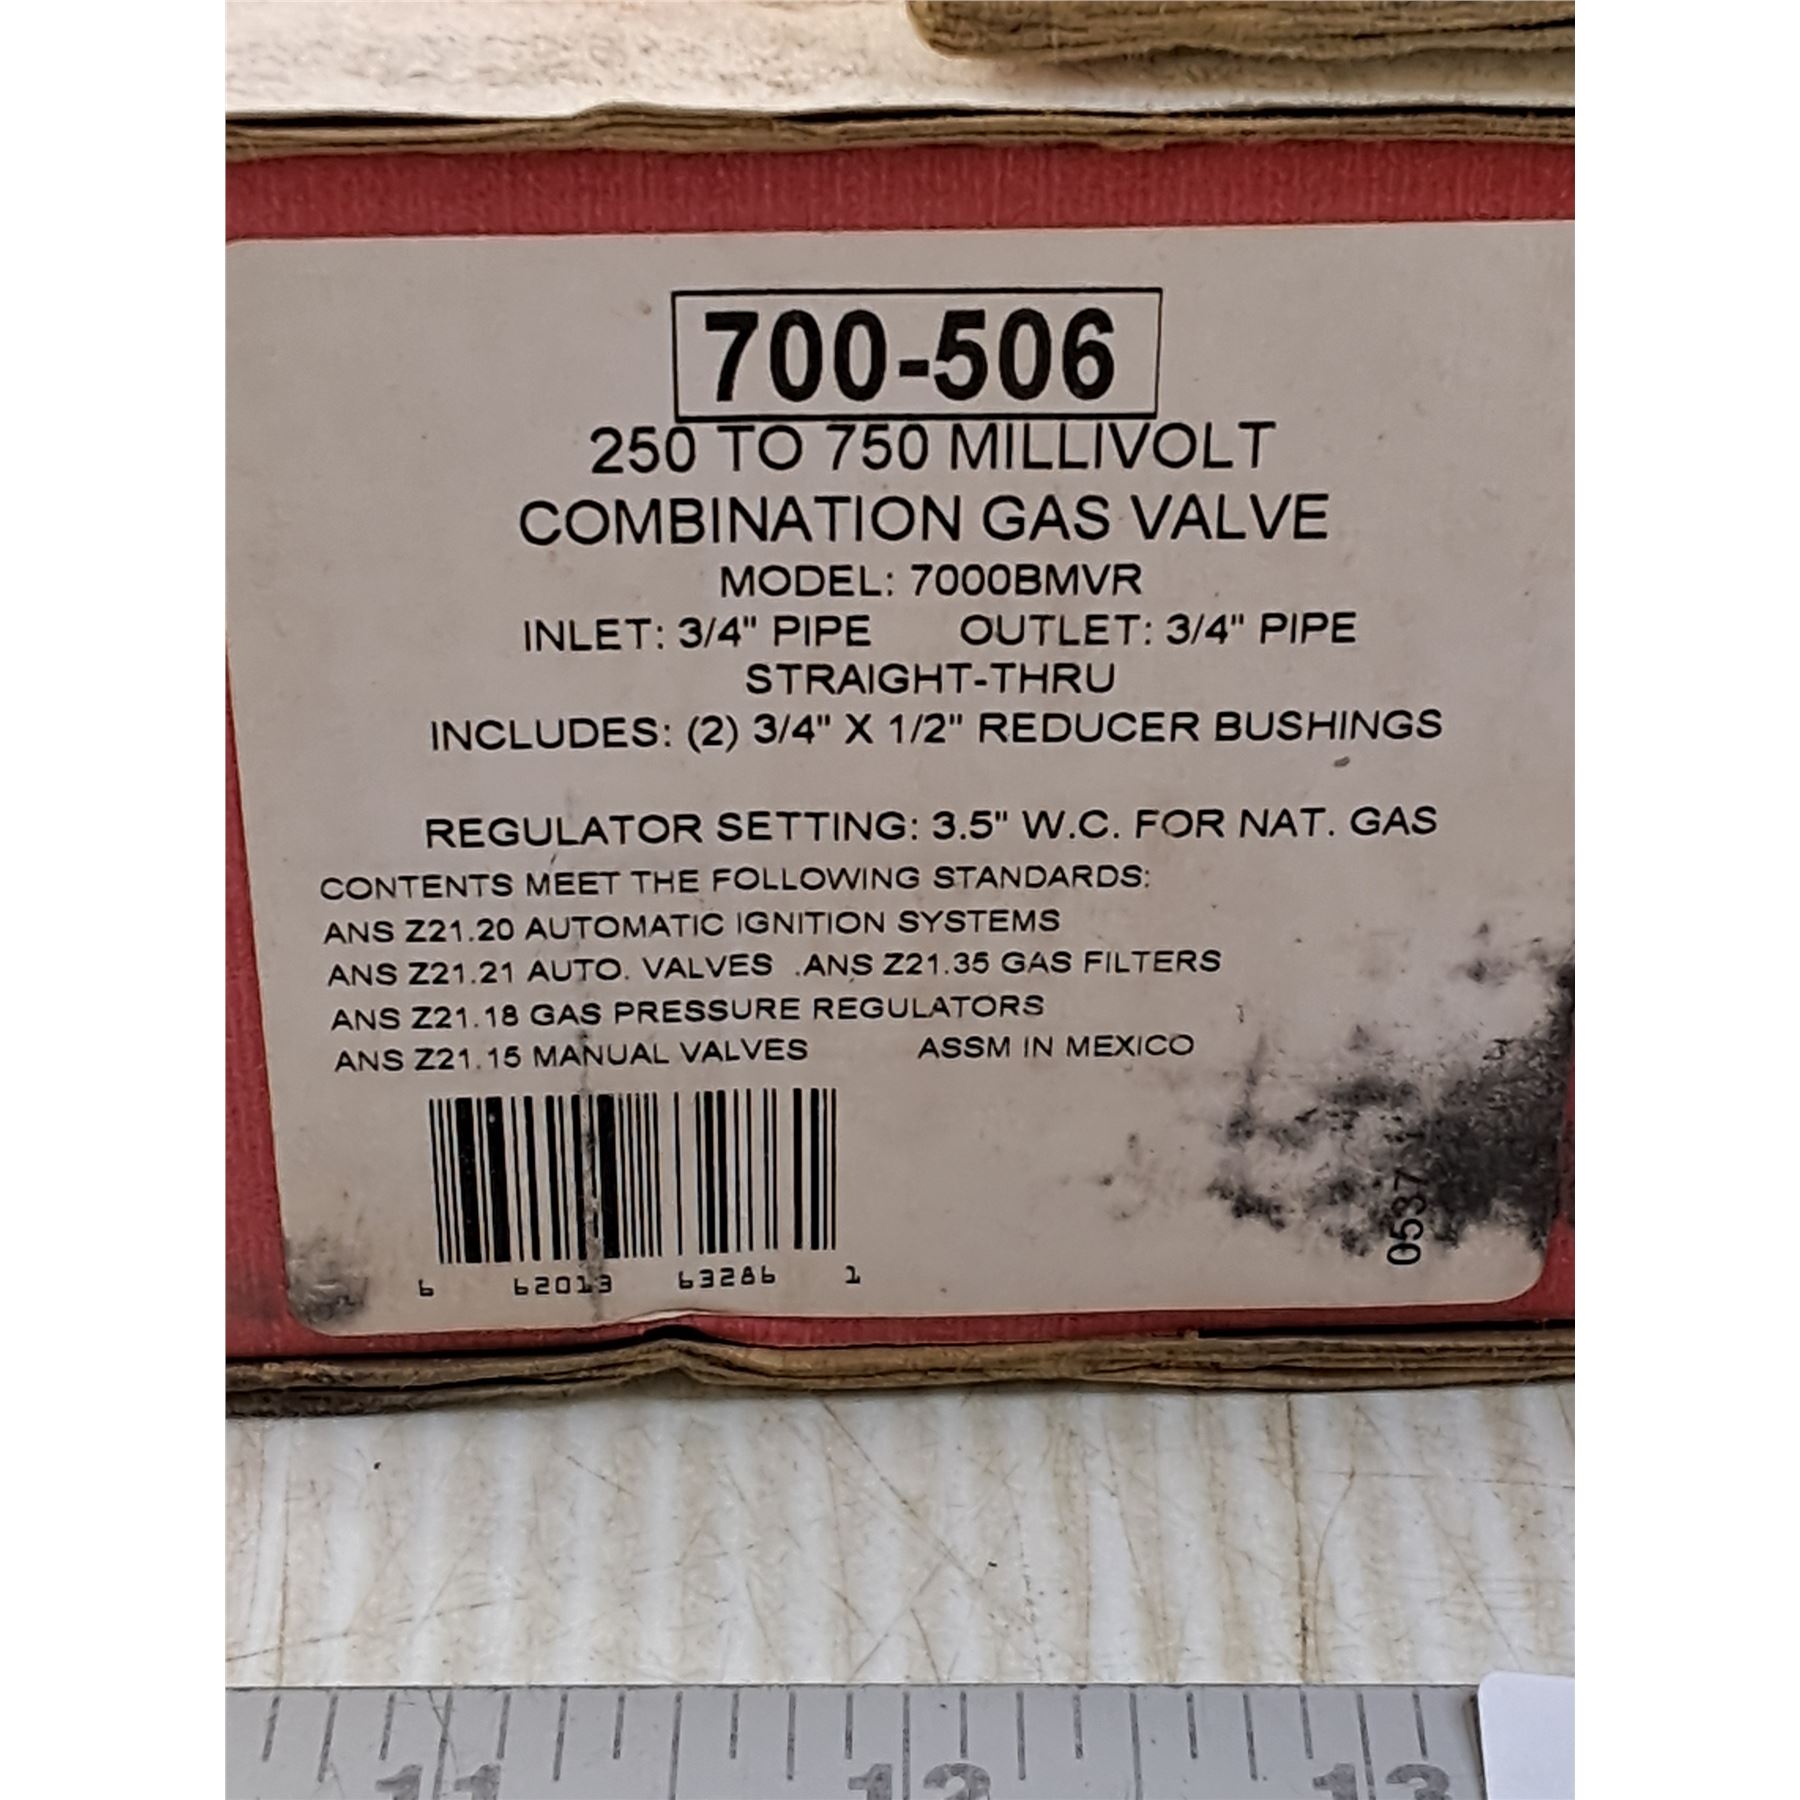 700-506
250 TO 750 MILLIVOLT
COMBINATION GAS VALVE
MODEL: 7000BMVR
INLET: 3/4" PIPE OUTLET: 3/4" PIPE
STRAIGHT-THRU
INCLUDES: (2) 3/4" X 1/2" REDUCER BUSHINGS
REGULATOR SETTING: 3.5" W.C. FOR NAT. GAS
CONTENTS MEET THE FOLLOWING STANDARDS:
ANS Z21.20 AUTOMATIC IGNITION SYSTEMS
ANS Z21.21 AUTO. VALVES .ANS Z21.35 GAS FILTERS
ANS Z21.18 GAS PRESSURE REGULATORS
ANS Z21.15 MANUAL VALVES ASSM IN MEXICO
6 62013 63286 1
0537
11 12 13